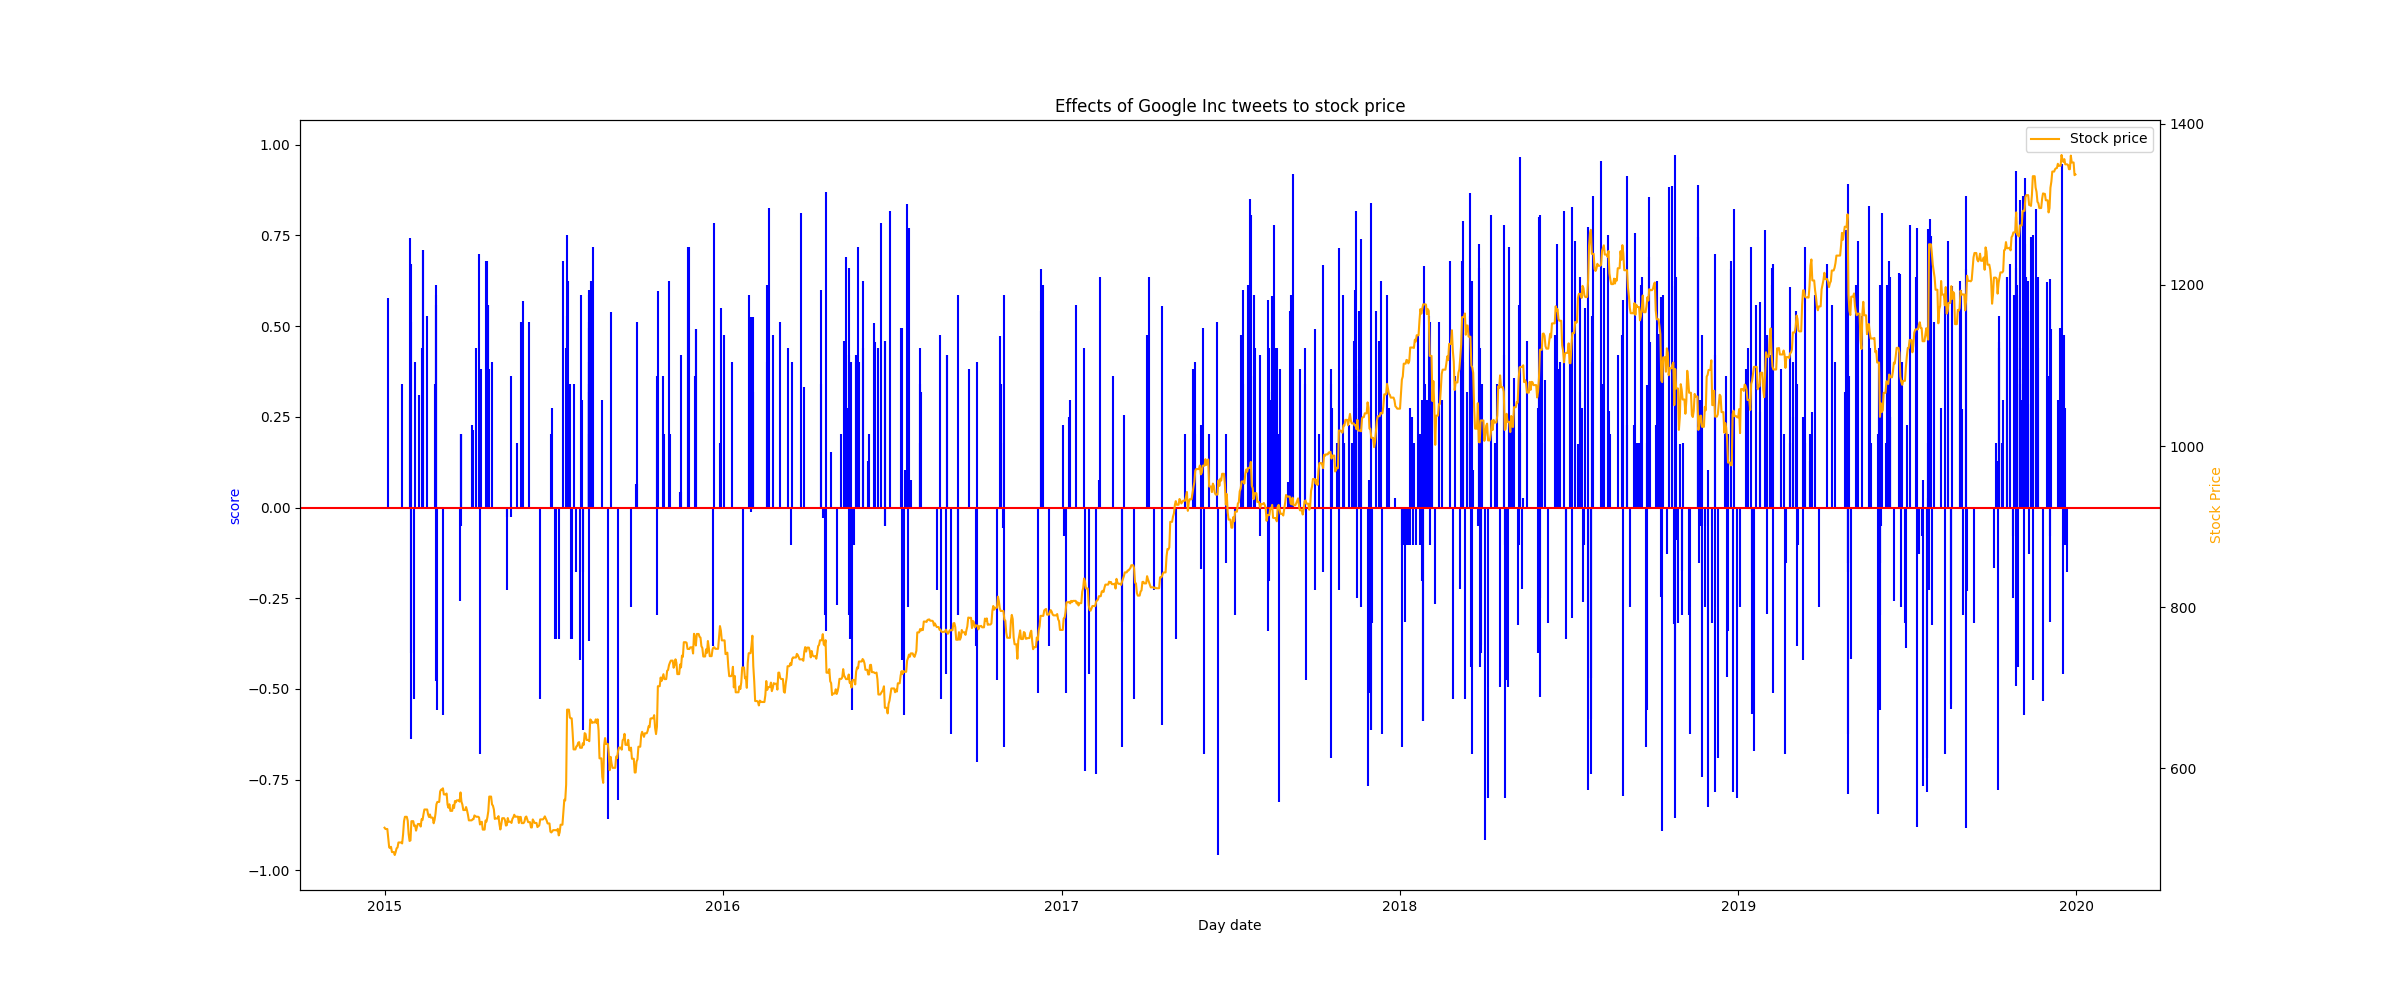 Effects of Google Inc tweets to stock price
Stock price
1.00
0.75
0.50
0.25
0.00
−0.25
−0.50
−0.75
−1.00
score
1400
1200
1000
800
600
Stock Price
2015 2016 2017 2018 2019 2020
Day date